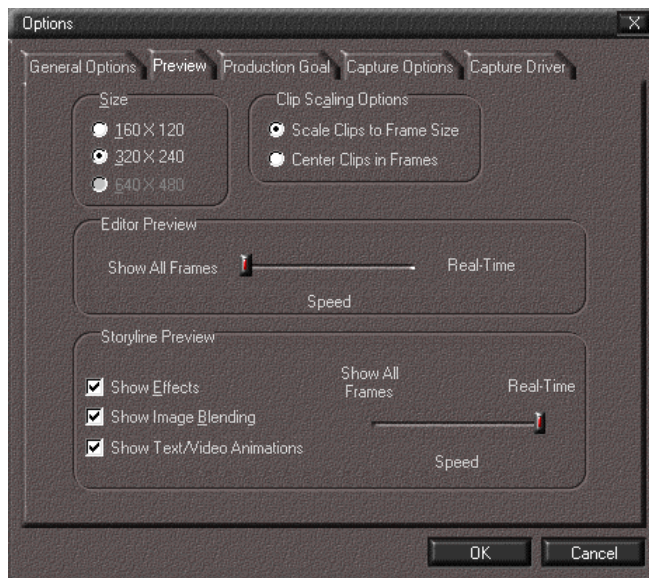 Options
X
General Options Preview Production Goal Capture Options Capture Driver
Size
160 X 120
320 X 240
640 X 480
Clip Scaling Options
Scale Clips to Frame Size
Center Clips in Frames
Editor Preview
Show All Frames
Real-Time
Speed
Storyline Preview
Show Effects
Show Image Blending
Show Text/Video Animations
Show All
Frames
Real-Time
Speed
OK
Cancel